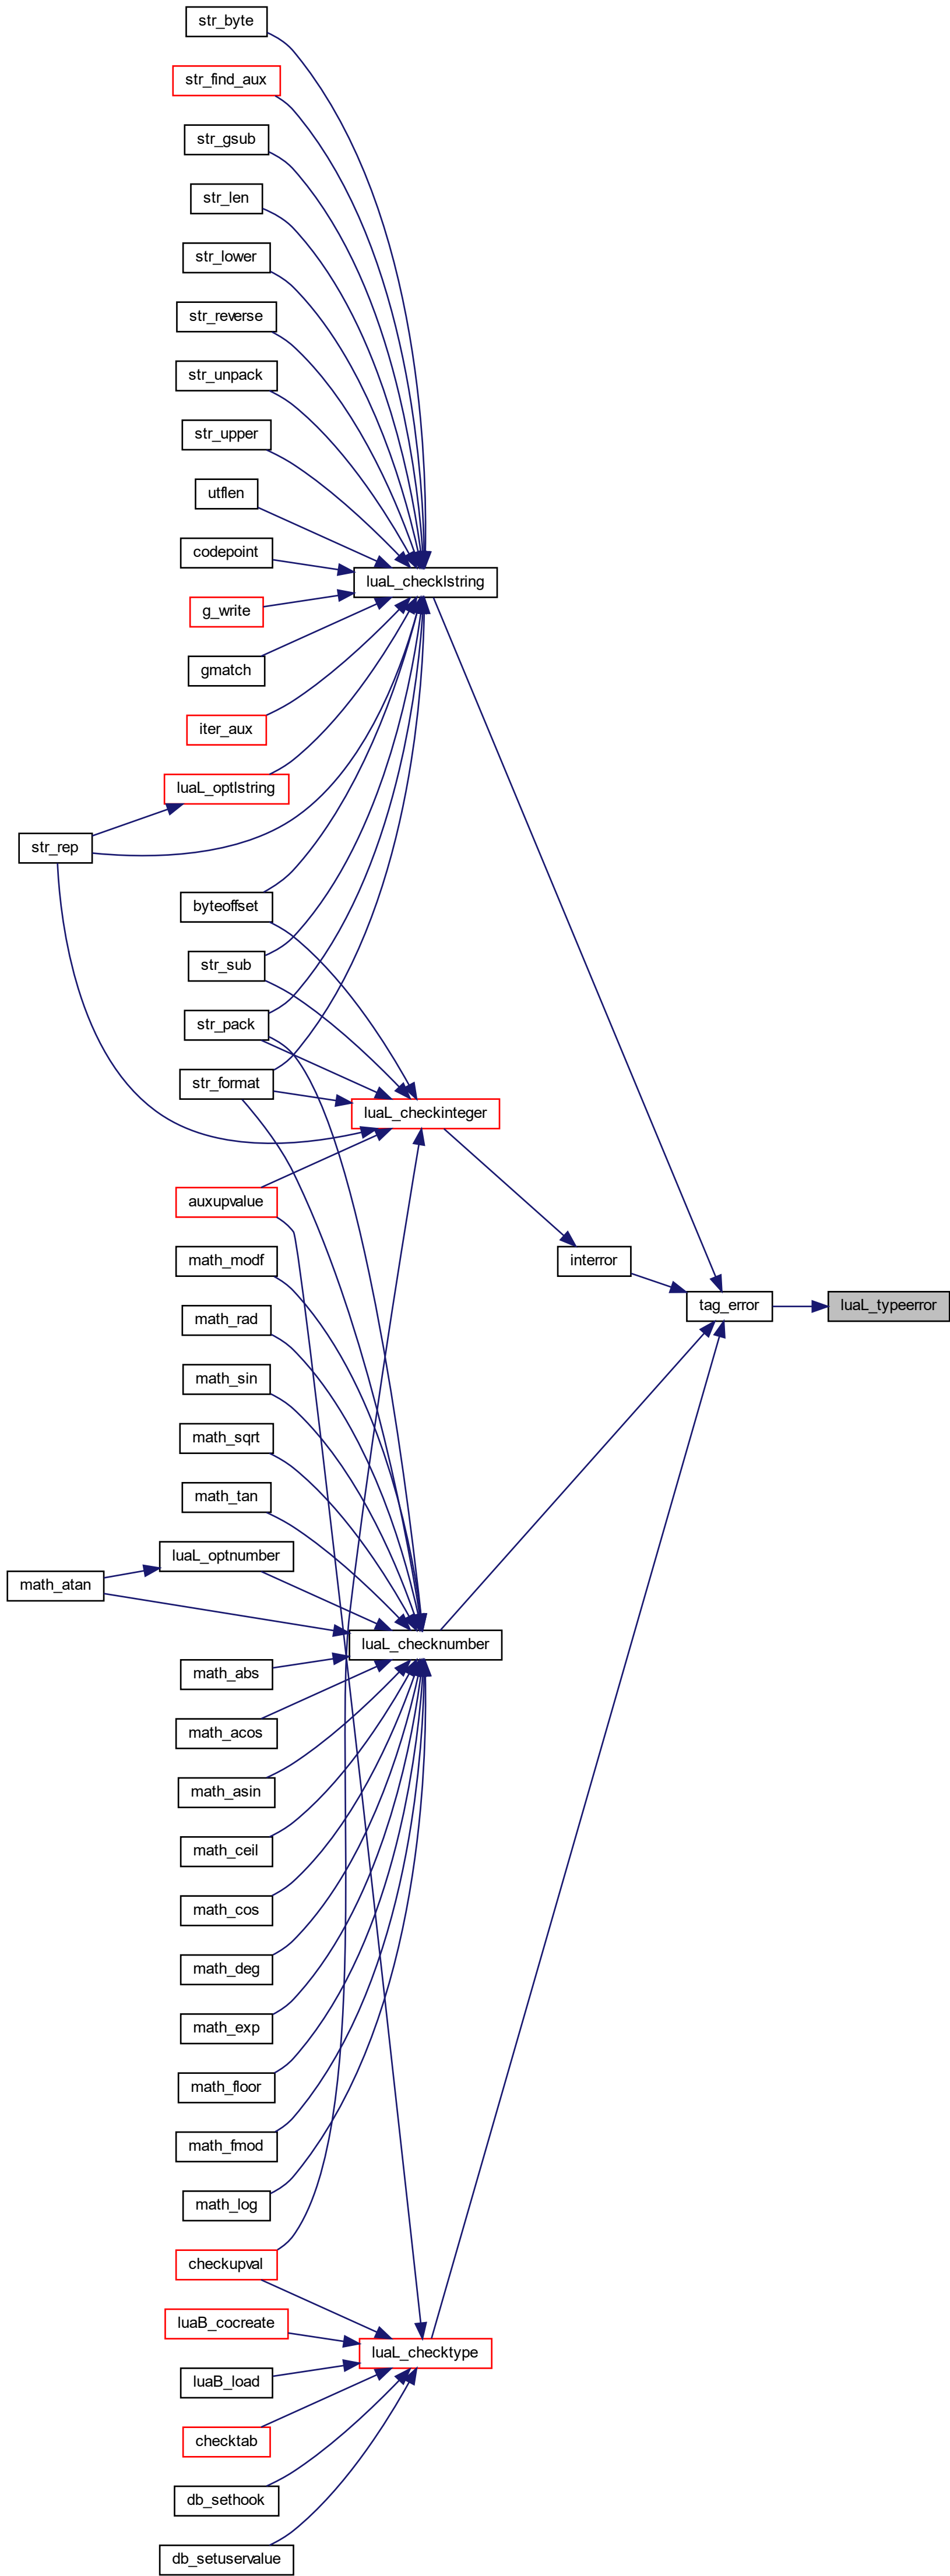 str_byte
str_find_aux
str_gsub
str_len
str_lower
str_reverse
str_unpack
str_upper
utflen
codepoint
luaL_checklstring
g_write
gmatch
iter_aux
luaL_optlstring
str_rep
byteoffset
str_sub
str_pack
str_format
luaL_checkinteger
auxupvalue
math_modf
interror
tag_error
luaL_typeerror
math_rad
math_sin
math_sqrt
math_tan
luaL_optnumber
math_atan
luaL_checknumber
math_abs
math_acos
math_asin
math_ceil
math_cos
math_deg
math_exp
math_floor
math_fmod
math_log
checkupval
luaB_cocreate
luaL_checktype
luaB_load
checktab
db_sethook
db_setuservalue